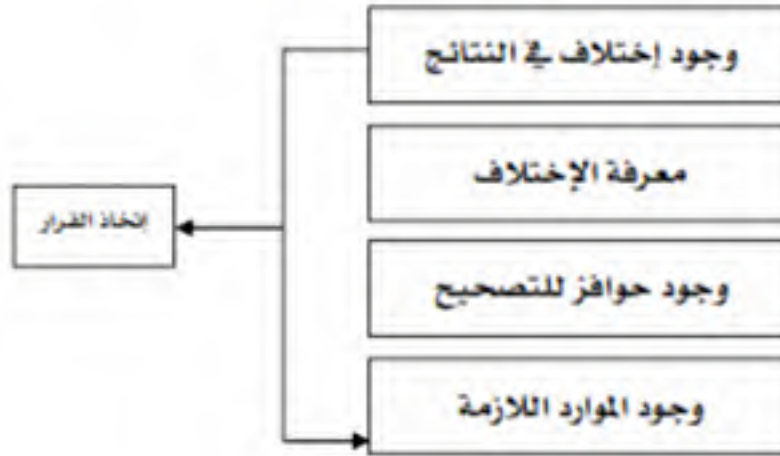 وجود إختلاف في النتائج
معرفة الإختلاف
إتخاذ القرار
وجود حوافز للتصحيح
وجود الموارد اللازمة